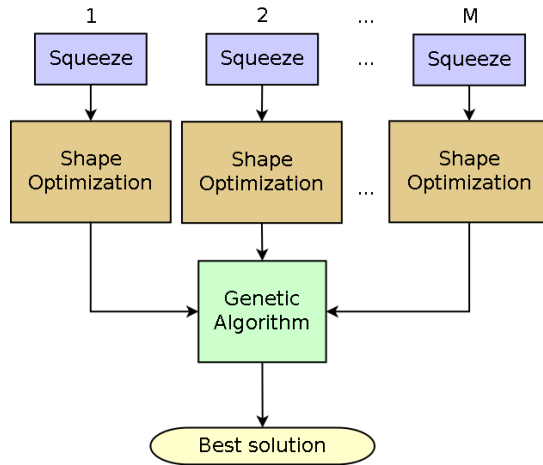 1 2 ... M
Squeeze Squeeze ... Squeeze
Shape Optimization Shape Optimization ... Shape Optimization
Genetic Algorithm
Best solution